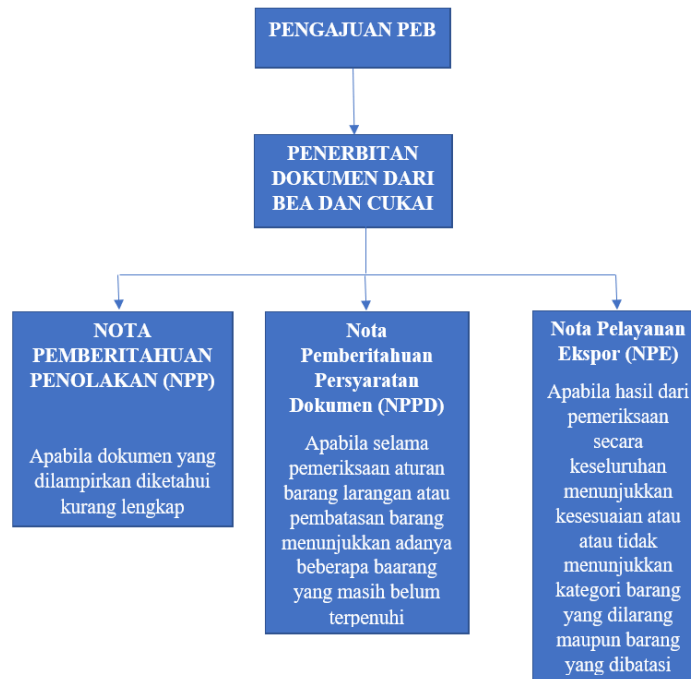 PENGAJUAN PEB
PENERBITAN
DOKUMEN DARI
BEA DAN CUKAI
NOTA
PEMBERITAHUAN
PENOLAKAN (NPP)
Apabila dokumen yang
dilampirkan diketahui
kurang lengkap
Nota
Pemberitahuan
Persyaratan
Dokumen (NPPD)
Apabila selama
pemeriksaan aturan
barang larangan atau
pembatasan barang
menunjukkan adanya
beberapa baarang
yang masih belum
terpenuhi
Nota Pelayanan
Ekspor (NPE)
Apabila hasil dari
pemeriksaan
secara
keseluruhan
menunjukkan
kesesuaian atau
atau tidak
menunjukkan
kategori barang
yang dilarang
maupun barang
yang dibatasi